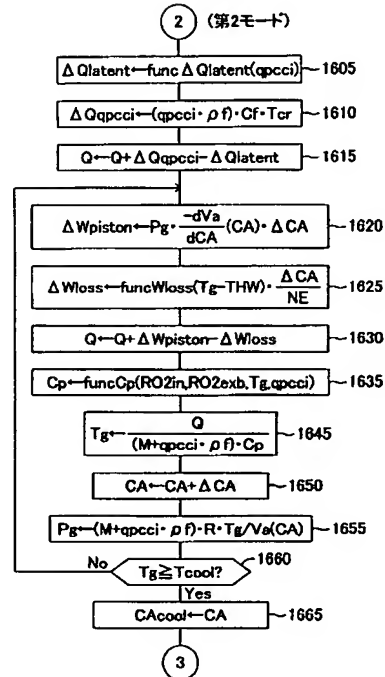 2 (第2モード)
ΔQlatent←func ΔQlatent(qpcci) 1605
ΔQqpcci←(qpcci・ρf)・Cf・Tcr 1610
Q←Q+ΔQqpcci-ΔQlatent 1615
ΔWpiston←Pg・-dVa/dCA(CA)・ΔCA 1620
ΔWloss←funcWloss(Tg-THW)・ΔCA/NE 1625
Q←Q+ΔWpiston-ΔWloss 1630
Cp←funcCp(RO2in,RO2exb,Tg,qpcci) 1635
Tg←Q/(M+qpcci・ρf)・Cp 1645
CA←CA+ΔCA 1650
Pg←(M+qpcci・ρf)・R・Tg/Va(CA) 1655
No Tg≧Tcool? 1660
Yes
CAcool←CA 1665
3